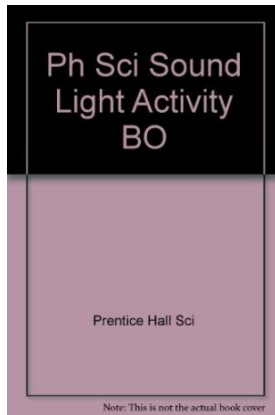 Ph Sci Sound
Light Activity
BO
Prentice Hall Sci
Note: This is not the actual book cover